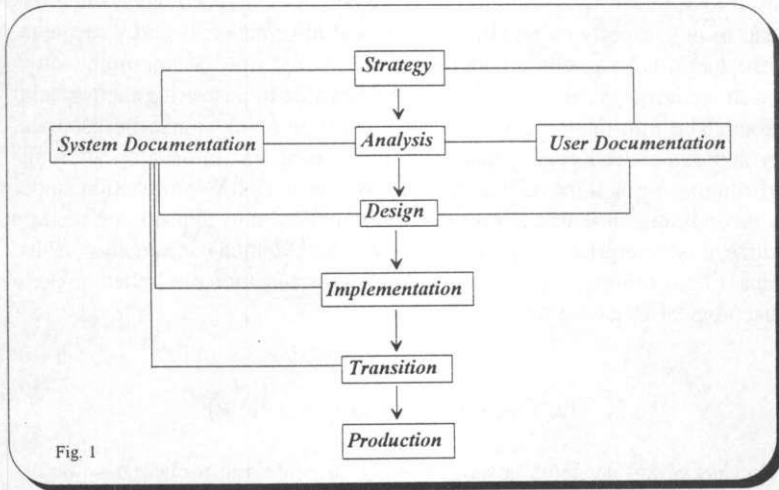 Strategy
System Documentation
Analysis
User Documentation
Design
Implementation
Transition
Production
Fig. 1